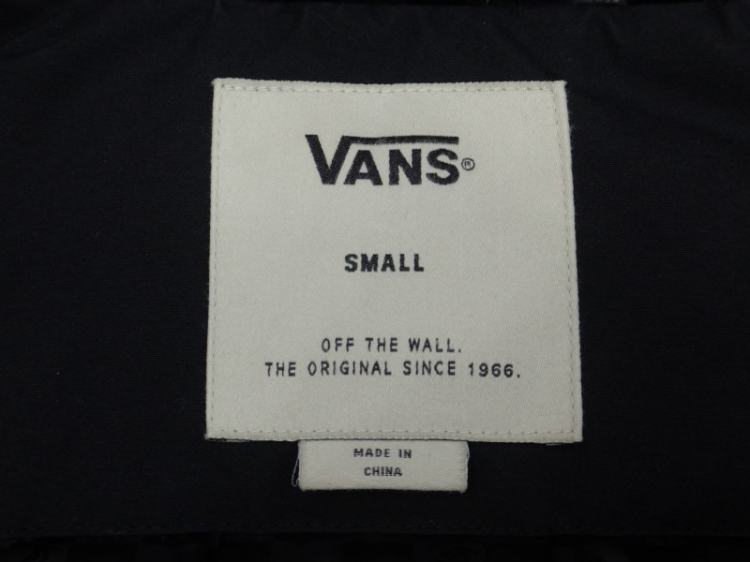 VANS®
SMALL
OFF THE WALL.
THE ORIGINAL SINCE 1966.
MADE IN
CHINA